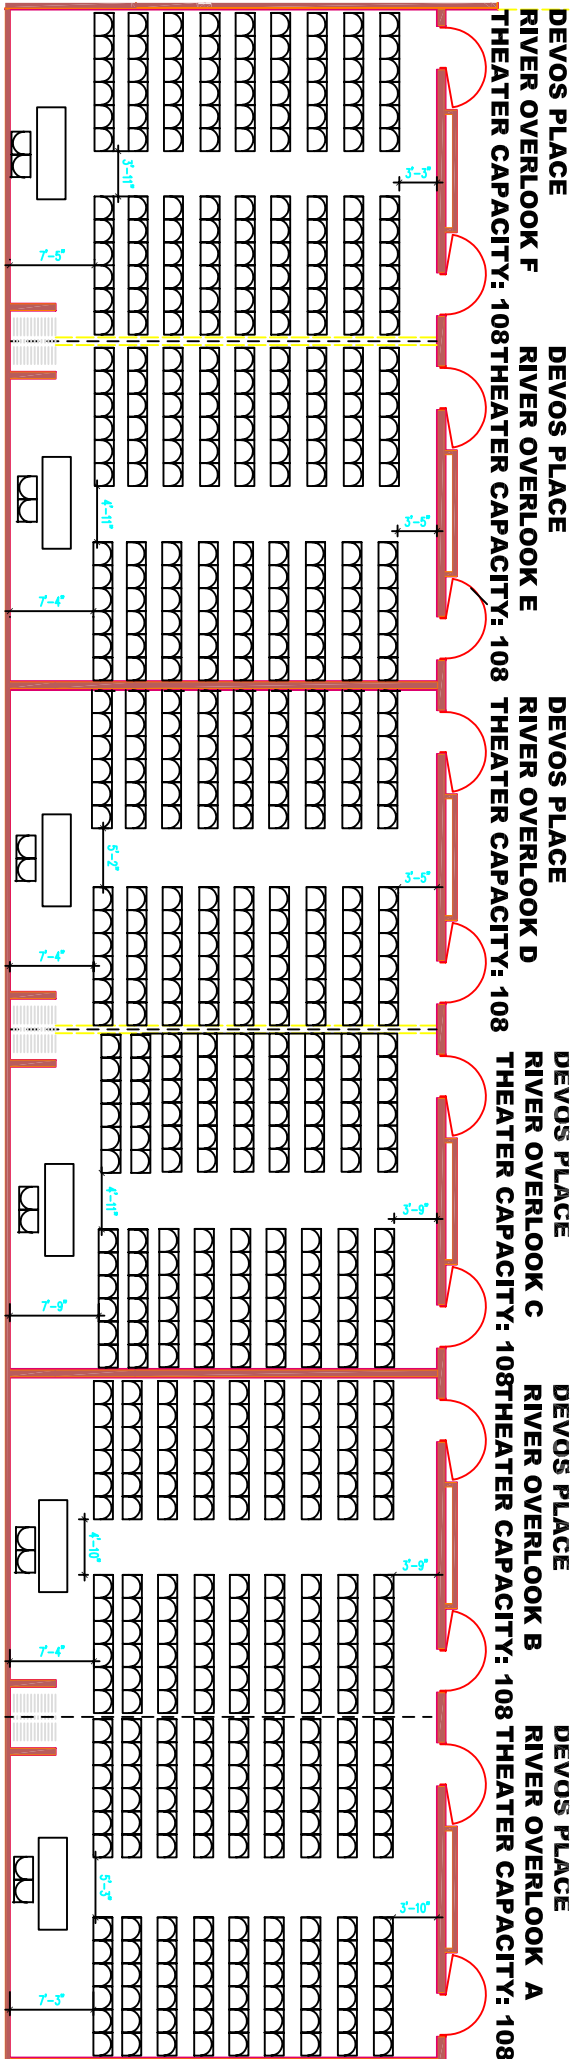 DEVOS PLACE
RIVER OVERLOOK F
THEATER CAPACITY: 108
3'-11"
3'-3"
7'-5"
DEVOS PLACE
RIVER OVERLOOK E
THEATER CAPACITY: 108
4'-11"
3'-5"
7'-4"
DEVOS PLACE
RIVER OVERLOOK D
THEATER CAPACITY: 108
5'-2"
3'-5"
7'-4"
DEVOS PLACE
RIVER OVERLOOK C
THEATER CAPACITY: 108
4'-11"
3'-9"
7'-9"
DEVOS PLACE
RIVER OVERLOOK B
THEATER CAPACITY: 108
4'-10"
3'-9"
7'-4"
DEVOS PLACE
RIVER OVERLOOK A
THEATER CAPACITY: 108
5'-3"
3'-10"
7'-3"